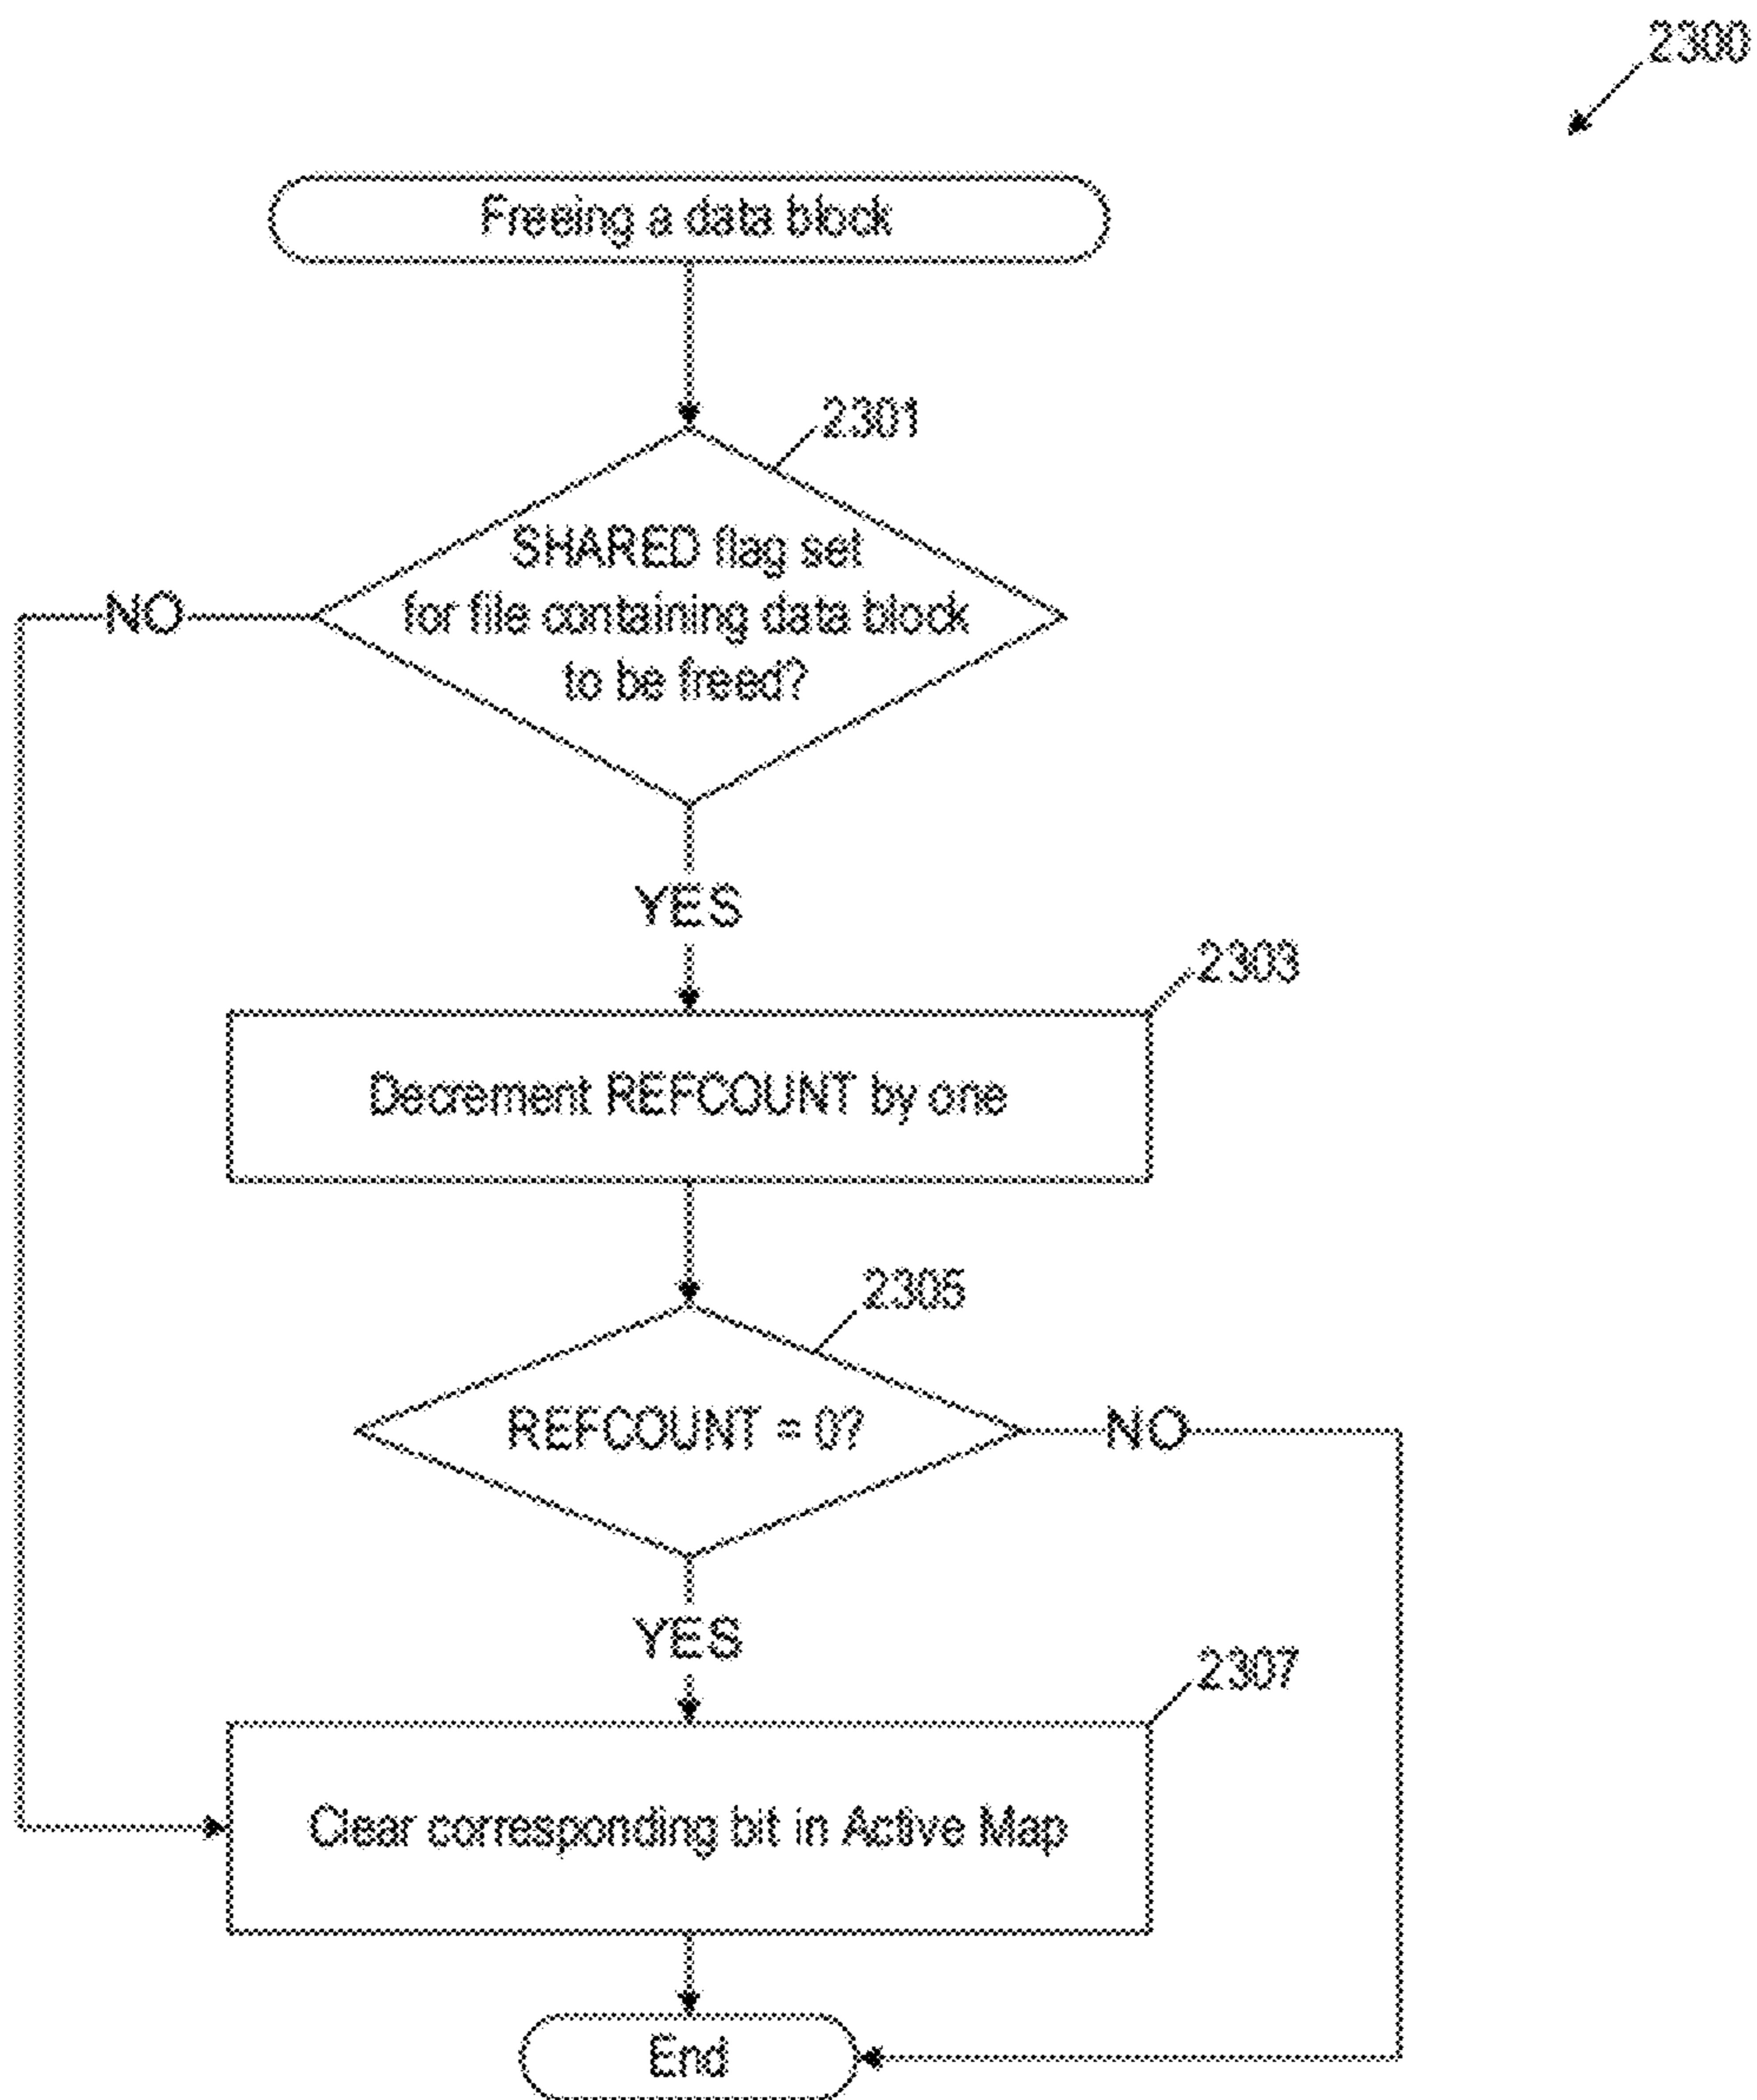 2300
Freeing a data block
2301
SHARED flag set
for file containing data block
to be freed?
NO
YES
2303
Decrement REFCOUNT by one
2305
REFCOUNT = 0?
NO
YES
2307
Clear corresponding bit in Active Map
End